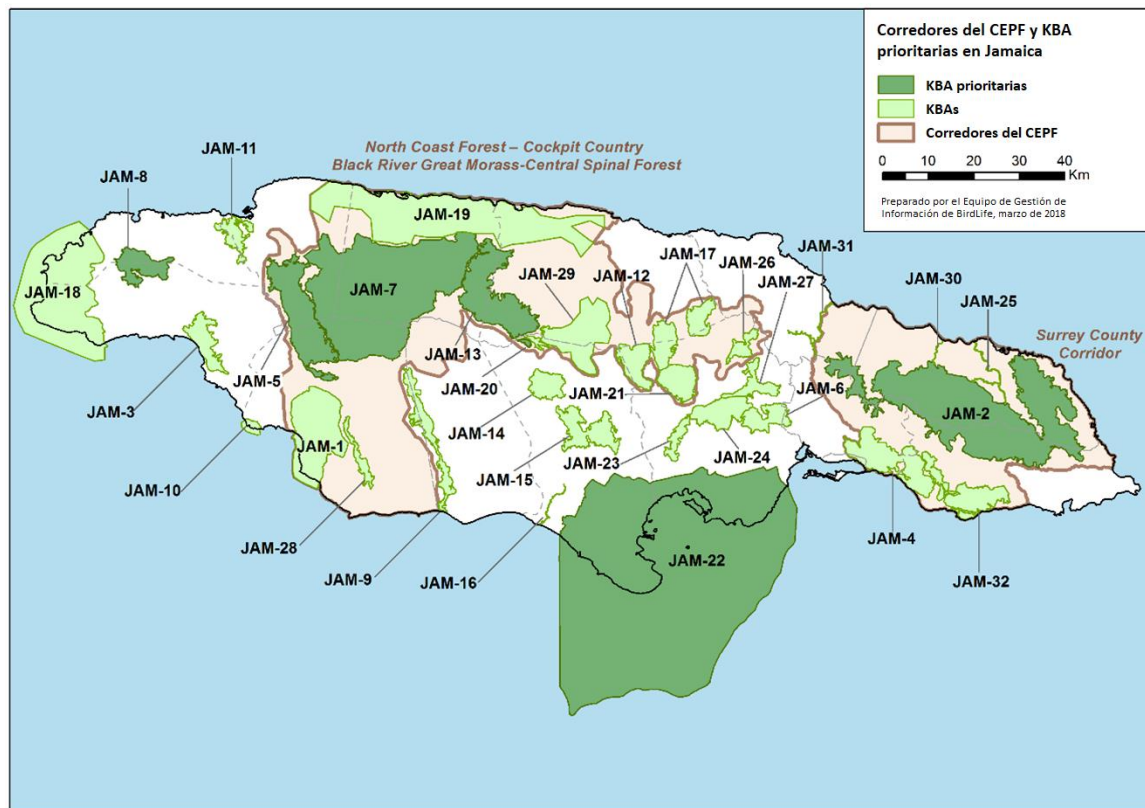 Corredores del CEPF y KBA
prioritarias en Jamaica
KBA prioritarias
KBAs
Corredores del CEPF
0 10 20 30 40
Km
Preparado por el Equipo de Gestión de
Información de BirdLife, marzo de 2018
North Coast Forest – Cockpit Country
Black River Great Morass-Central Spinal Forest
JAM-11
JAM-8
JAM-19
JAM-31
JAM-17
JAM-26
JAM-30
JAM-12
JAM-27
JAM-29
JAM-25
JAM-18
JAM-7
Surrey County
Corridor
JAM-13
JAM-20
JAM-5
JAM-6
JAM-21
JAM-3
JAM-2
JAM-14
JAM-1
JAM-23
JAM-24
JAM-15
JAM-10
JAM-28
JAM-4
JAM-22
JAM-9
JAM-16
JAM-32